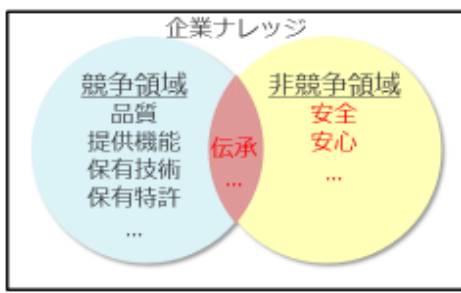 企業ナレッジ
競争領域
品質
提供機能
保有技術
保有特許
...
伝承
...
非競争領域
安全
安心
...